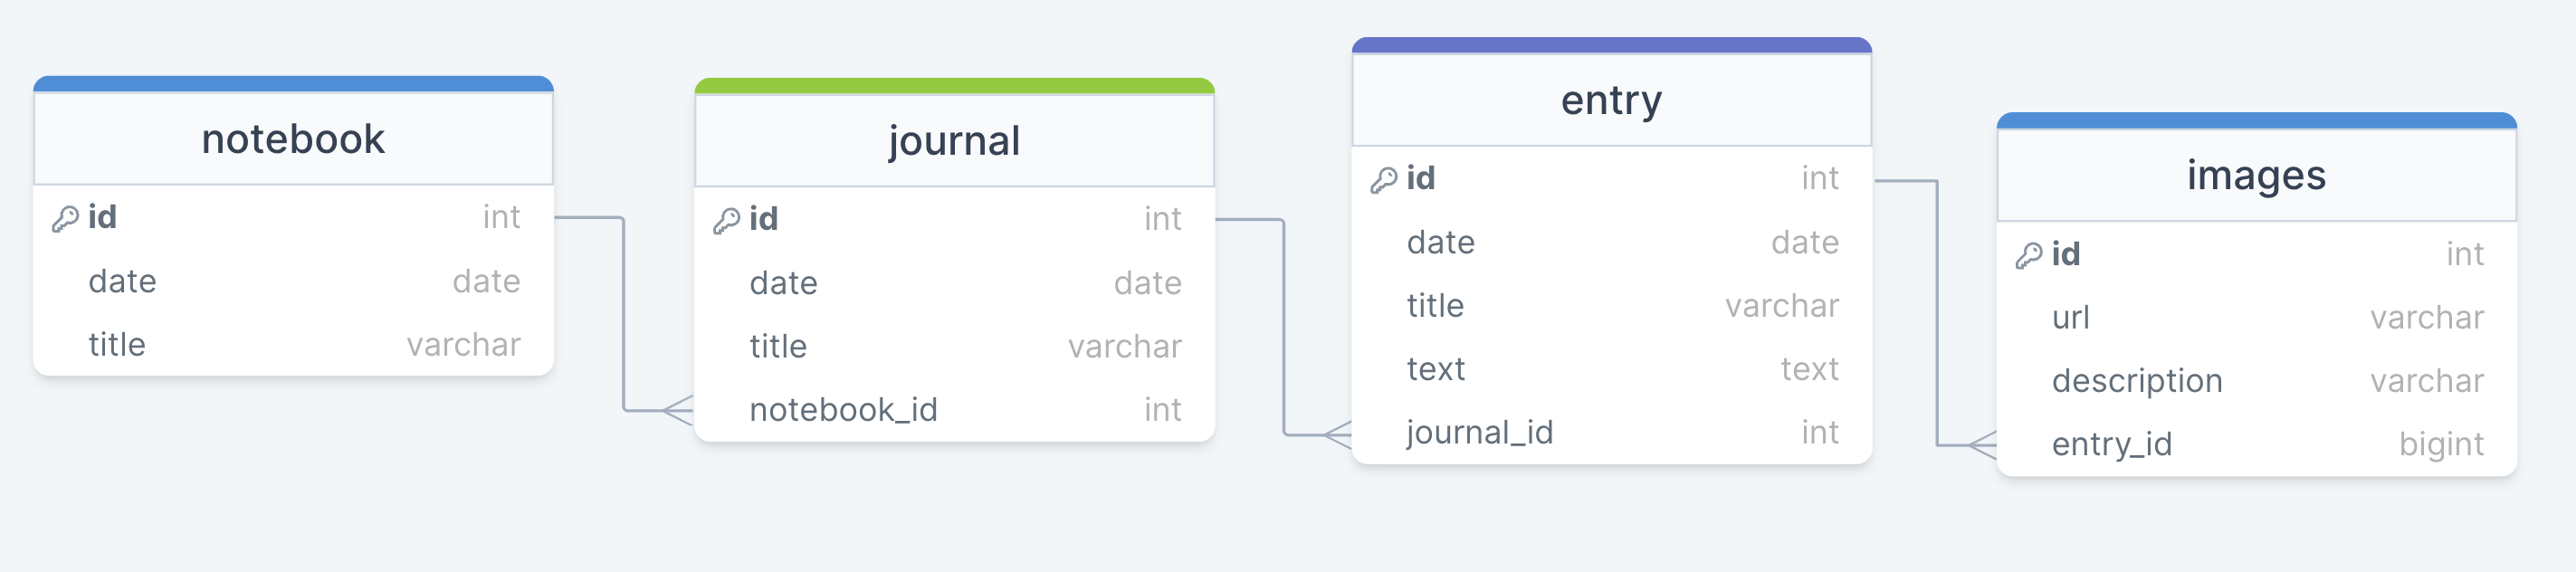 notebook
id int
date date
title varchar
journal
id int
date date
title varchar
notebook_id int
entry
id int
date date
title varchar
text text
journal_id int
images
id int
url varchar
description varchar
entry_id bigint